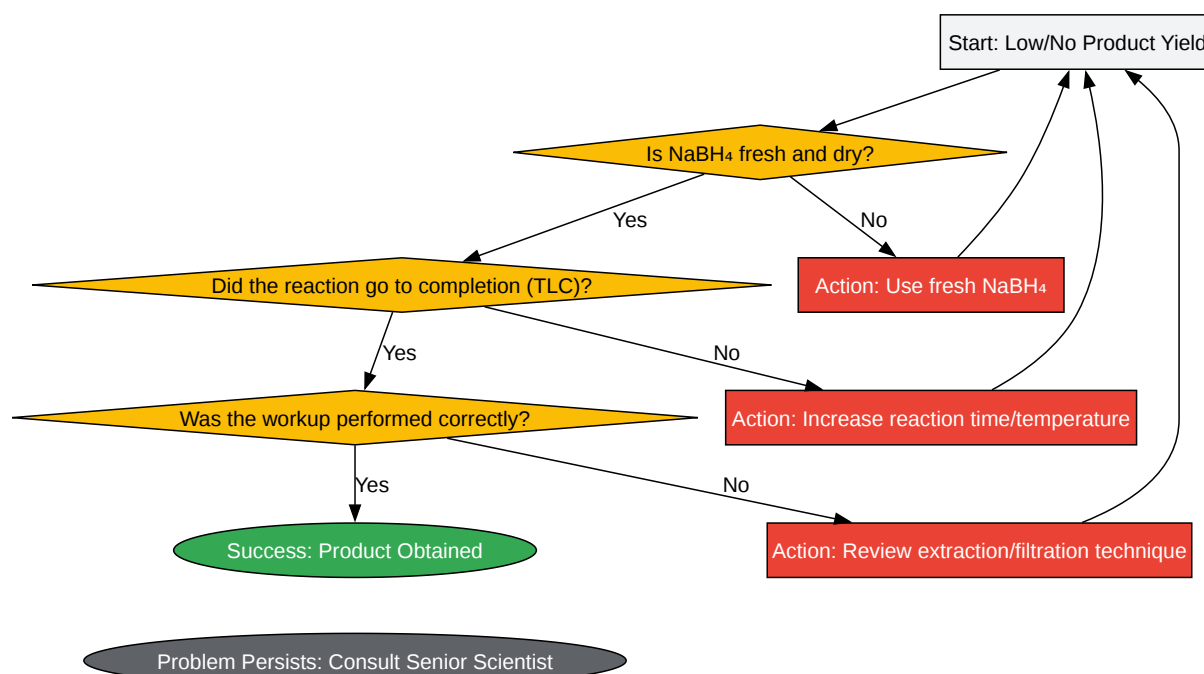 Start: Low/No Product Yield
Is NaBH₄ fresh and dry?
Yes
No
Did the reaction go to completion (TLC)?
Action: Use fresh NaBH₄
Yes
No
Was the workup performed correctly?
Action: Increase reaction time/temperature
Yes
No
Success: Product Obtained
Action: Review extraction/filtration technique
Problem Persists: Consult Senior Scientist